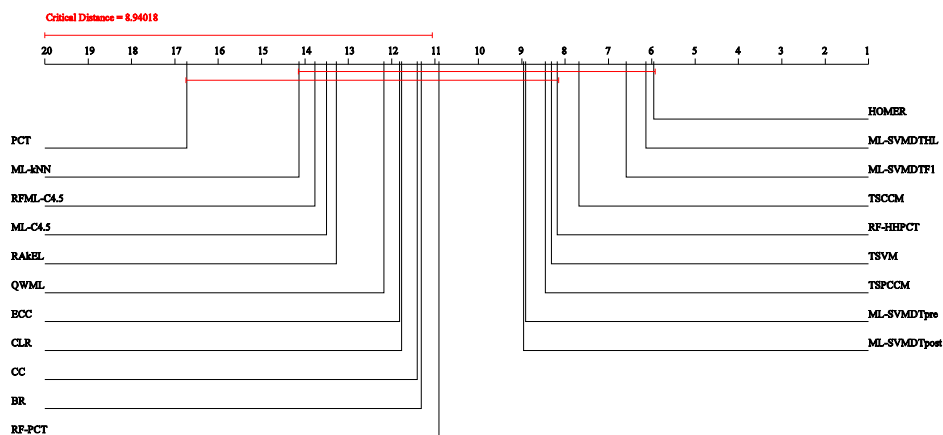 Critical Distance = 8.94018
20 19 18 17 16 15 14 13 12 11 10 9 8 7 6 5 4 3 2 1
HOMER
PCT ML-SVMDTHL
ML-kNN ML-SVMDTF1
RFML-C4.5 TSCCM
ML-C4.5 RF-HHPCT
RAkEL TSVM
QWML TSPCCM
ECC ML-SVMDTpre
CLR ML-SVMDTpost
CC
BR
RF-PCT